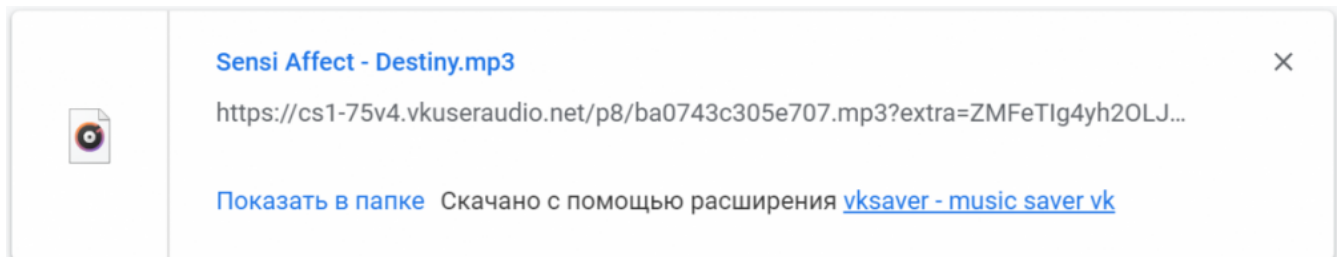 Sensi Affect - Destiny.mp3
https://cs1-75v4.vkuseraudio.net/p8/ba0743c305e707.mp3?extra=ZMFeTIg4yh2OLJ...
Показать в папке Скачано с помощью расширения vksaver - music saver vk